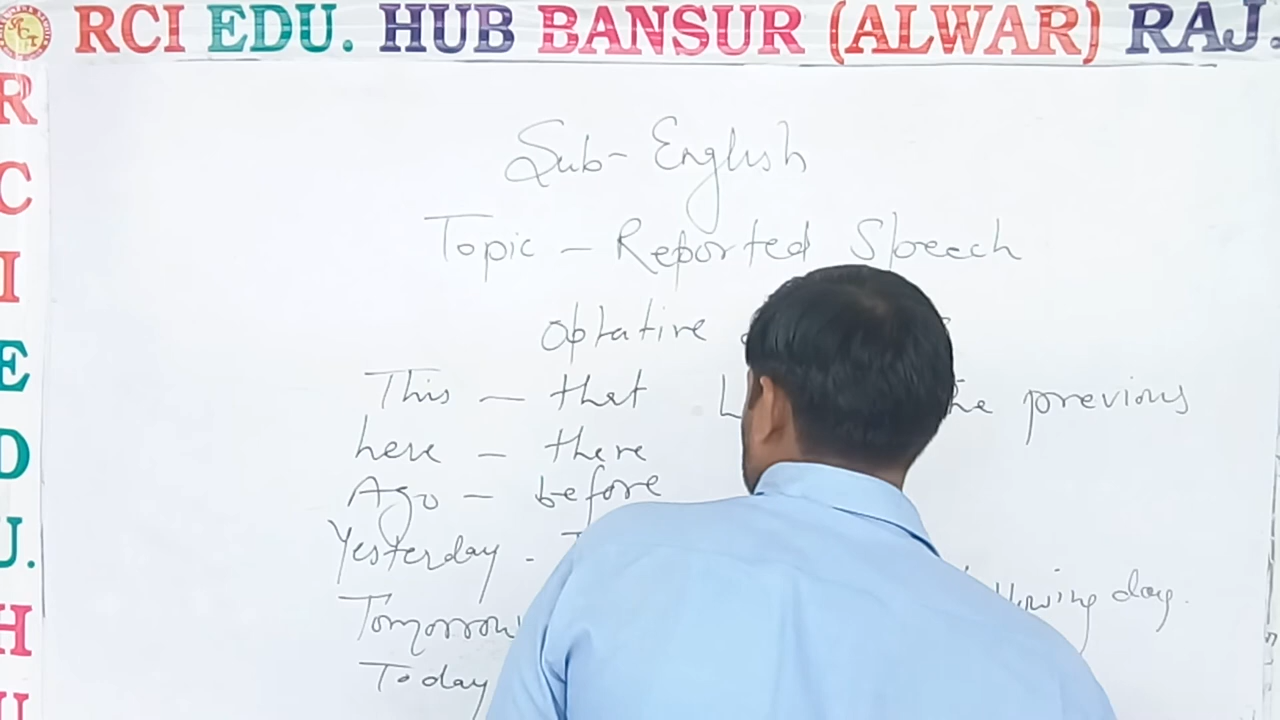 RCI EDU. HUB BANSUR (ALWAR) RAJ.
R
C
I
E
D
U.
H
U
Sub- English
Topic - Reported Speech
Optative
This - that the previous
here - there
Ago - before
Yesterday -
Tomorrow day.
Today